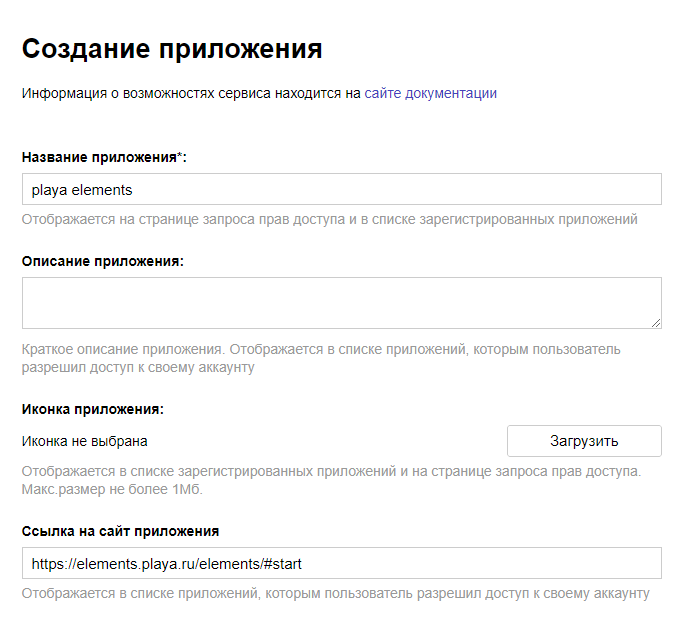 Создание приложения
Информация о возможностях сервиса находится на сайте документации
Название приложения*:
playa elements
Отображается на странице запроса прав доступа и в списке зарегистрированных приложений
Описание приложения:
Краткое описание приложения. Отображается в списке приложений, которым пользователь
разрешил доступ к своему аккаунту
Иконка приложения:
Иконка не выбрана
Загрузить
Отображается в списке зарегистрированных приложений и на странице запроса прав доступа.
Макс.размер не более 1Мб.
Ссылка на сайт приложения
https://elements.playa.ru/elements/#start
Отображается в списке приложений, которым пользователь разрешил доступ к своему аккаунту